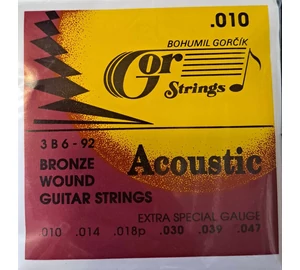 .010
BOHUMIL GORČÍK
Gor
Strings
3 B 6 - 92
BRONZE
WOUND
GUITAR STRINGS
Acoustic
EXTRA SPECIAL GAUGE
.010 .014 .018p .030 .039 .047